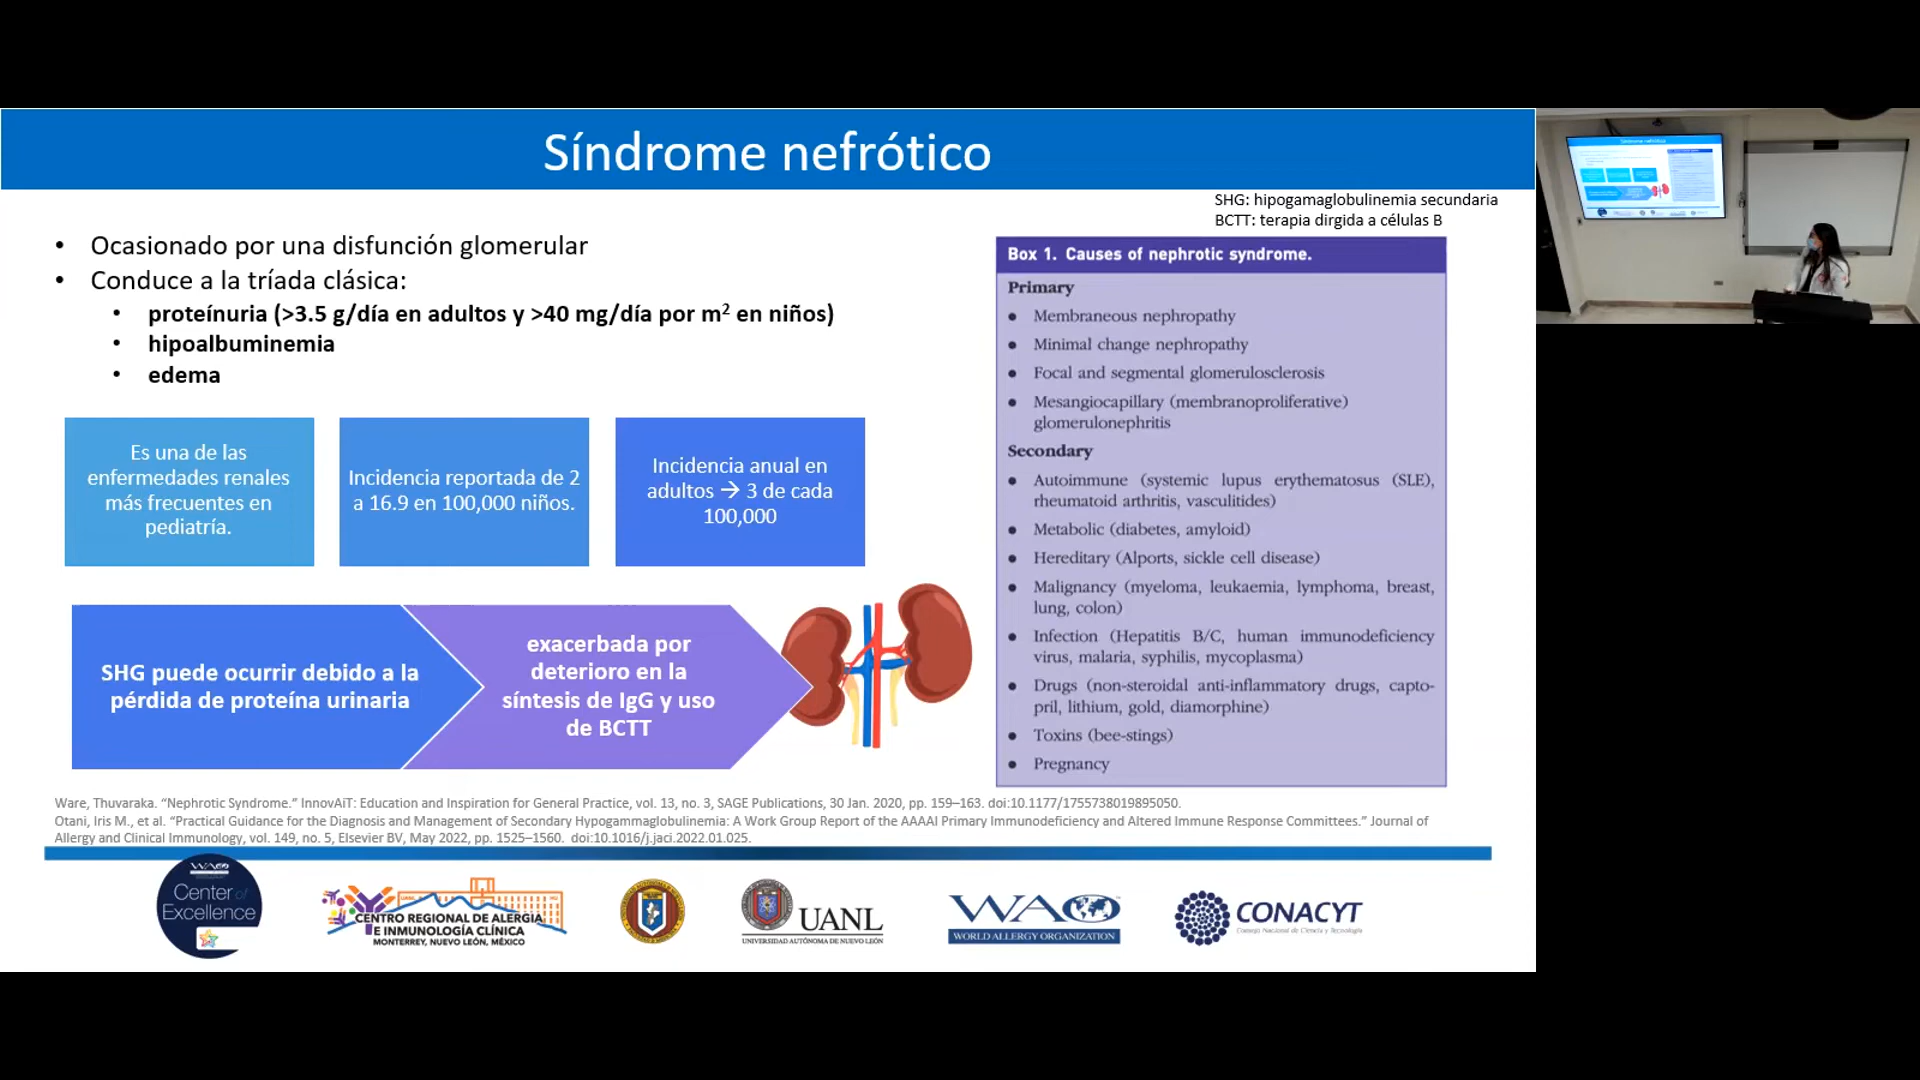 Síndrome nefrótico
SHG: hipogamaglobulinemia secundaria
BCTT: terapia dirgida a células B
• Ocasionado por una disfunción glomerular
• Conduce a la tríada clásica:
• proteínuria (>3.5 g/día en adultos y >40 mg/día por m² en niños)
• hipoalbuminemia
• edema
Es una de las
enfermedades renales
más frecuentes en
pediatría.
Incidencia reportada de 2
a 16.9 en 100,000 niños.
Incidencia anual en
adultos → 3 de cada
100,000
SHG puede ocurrir debido a la
pérdida de proteína urinaria
exacerbada por
deterioro en la
síntesis de IgG y uso
de BCTT
Box 1. Causes of nephrotic syndrome.
Primary
• Membraneous nephropathy
• Minimal change nephropathy
• Focal and segmental glomerulosclerosis
• Mesangiocapillary (membranoproliferative)
glomerulonephritis
Secondary
• Autoimmune (systemic lupus erythematosus (SLE),
rheumatoid arthritis, vasculitides)
• Metabolic (diabetes, amyloid)
• Hereditary (Alports, sickle cell disease)
• Malignancy (myeloma, leukaemia, lymphoma, breast,
lung, colon)
• Infection (Hepatitis B/C, human immunodeficiency
virus, malaria, syphilis, mycoplasma)
• Drugs (non-steroidal anti-inflammatory drugs, capto-
pril, lithium, gold, diamorphine)
• Toxins (bee-stings)
• Pregnancy
Ware, Thuvaraka. “Nephrotic Syndrome.” InnovAiT: Education and Inspiration for General Practice, vol. 13, no. 3, SAGE Publications, 30 Jan. 2020, pp. 159–163. doi:10.1177/1755738019895050.
Otani, Iris M., et al. “Practical Guidance for the Diagnosis and Management of Secondary Hypogammaglobulinemia: A Work Group Report of the AAAAI Primary Immunodeficiency and Altered Immune Response Committees.” Journal of
Allergy and Clinical Immunology, vol. 149, no. 5, Elsevier BV, May 2022, pp. 1525–1560. doi:10.1016/j.jaci.2022.01.025.
WAO
Center of
Excellence
CENTRO REGIONAL DE ALERGIA
E INMUNOLOGÍA CLÍNICA
MONTERREY, NUEVO LEÓN, MÉXICO
UANL
UNIVERSIDAD AUTÓNOMA DE NUEVO LEÓN
WAO
WORLD ALLERGY ORGANIZATION
CONACYT
Consejo Nacional de Ciencia y Tecnología
Síndrome nefrótico